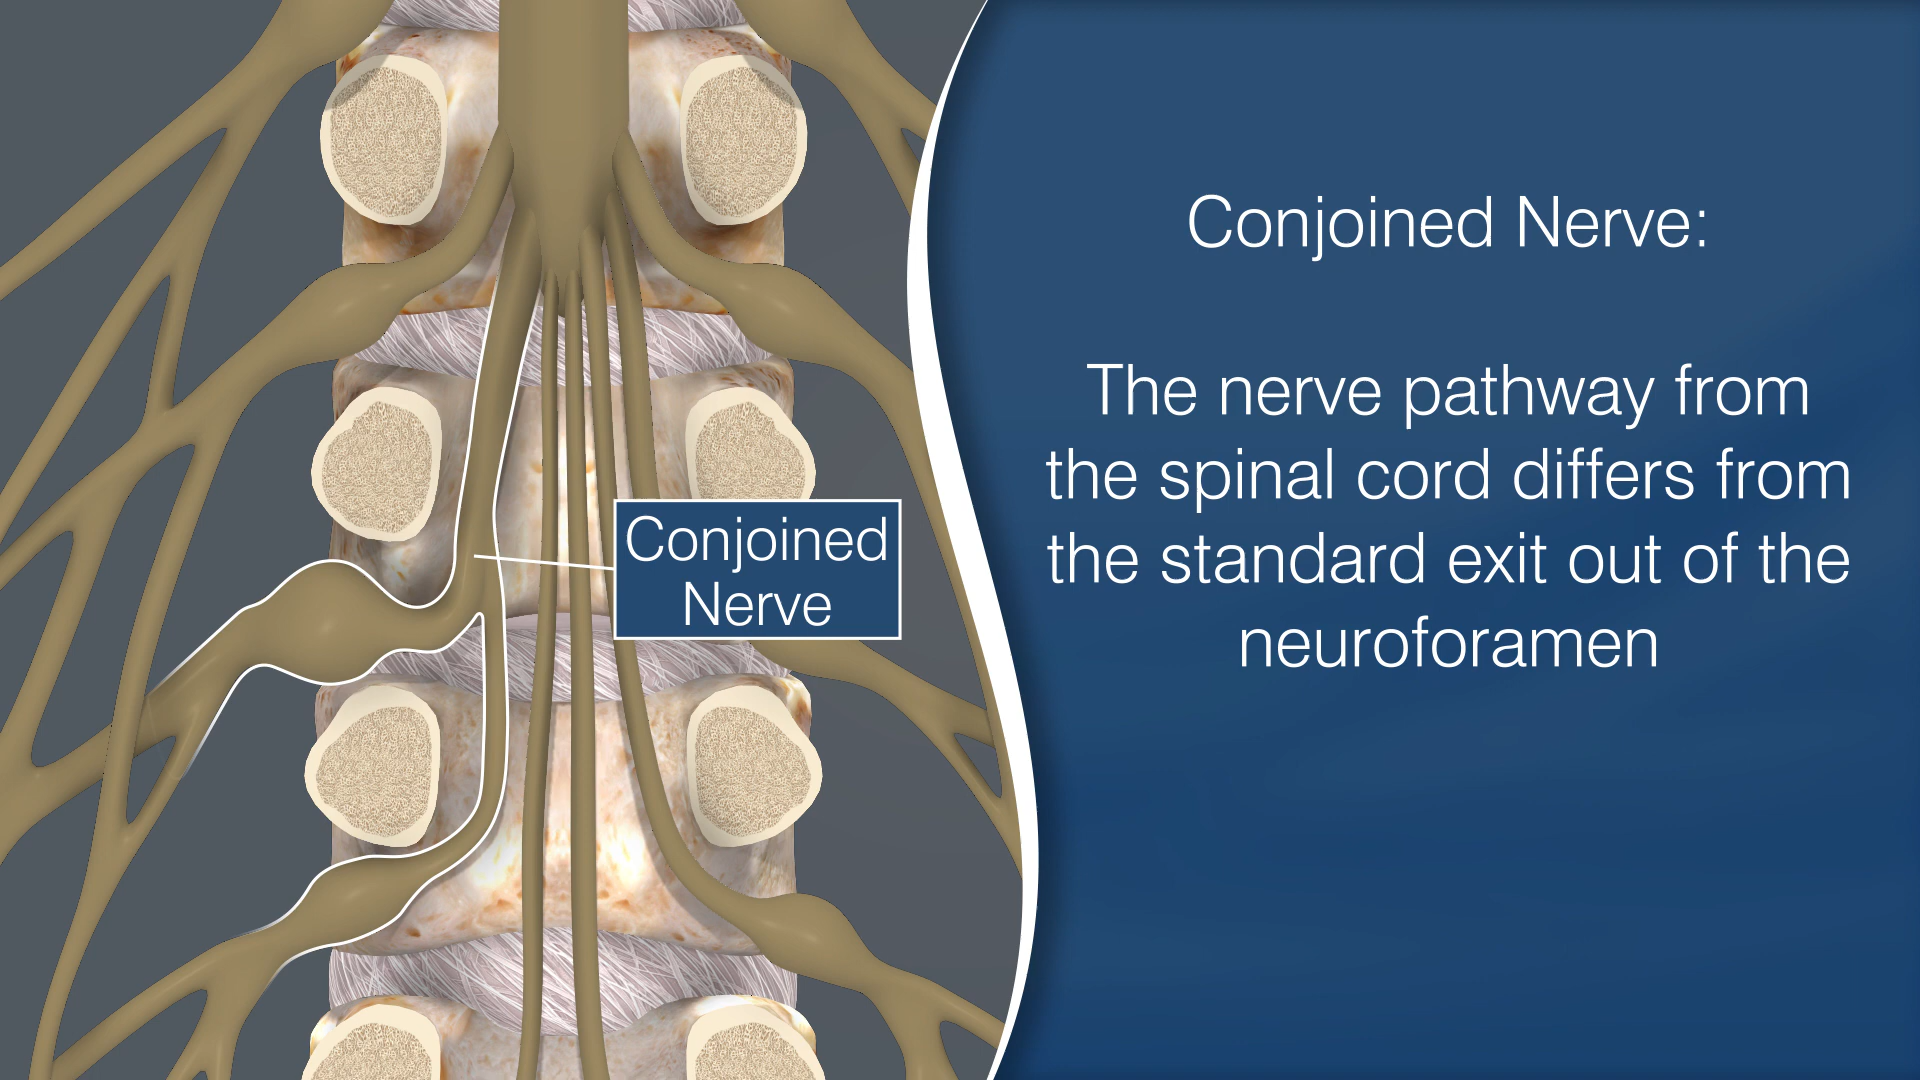 Conjoined Nerve:
The nerve pathway from
the spinal cord differs from
the standard exit out of the
neuroforamen
Conjoined
Nerve